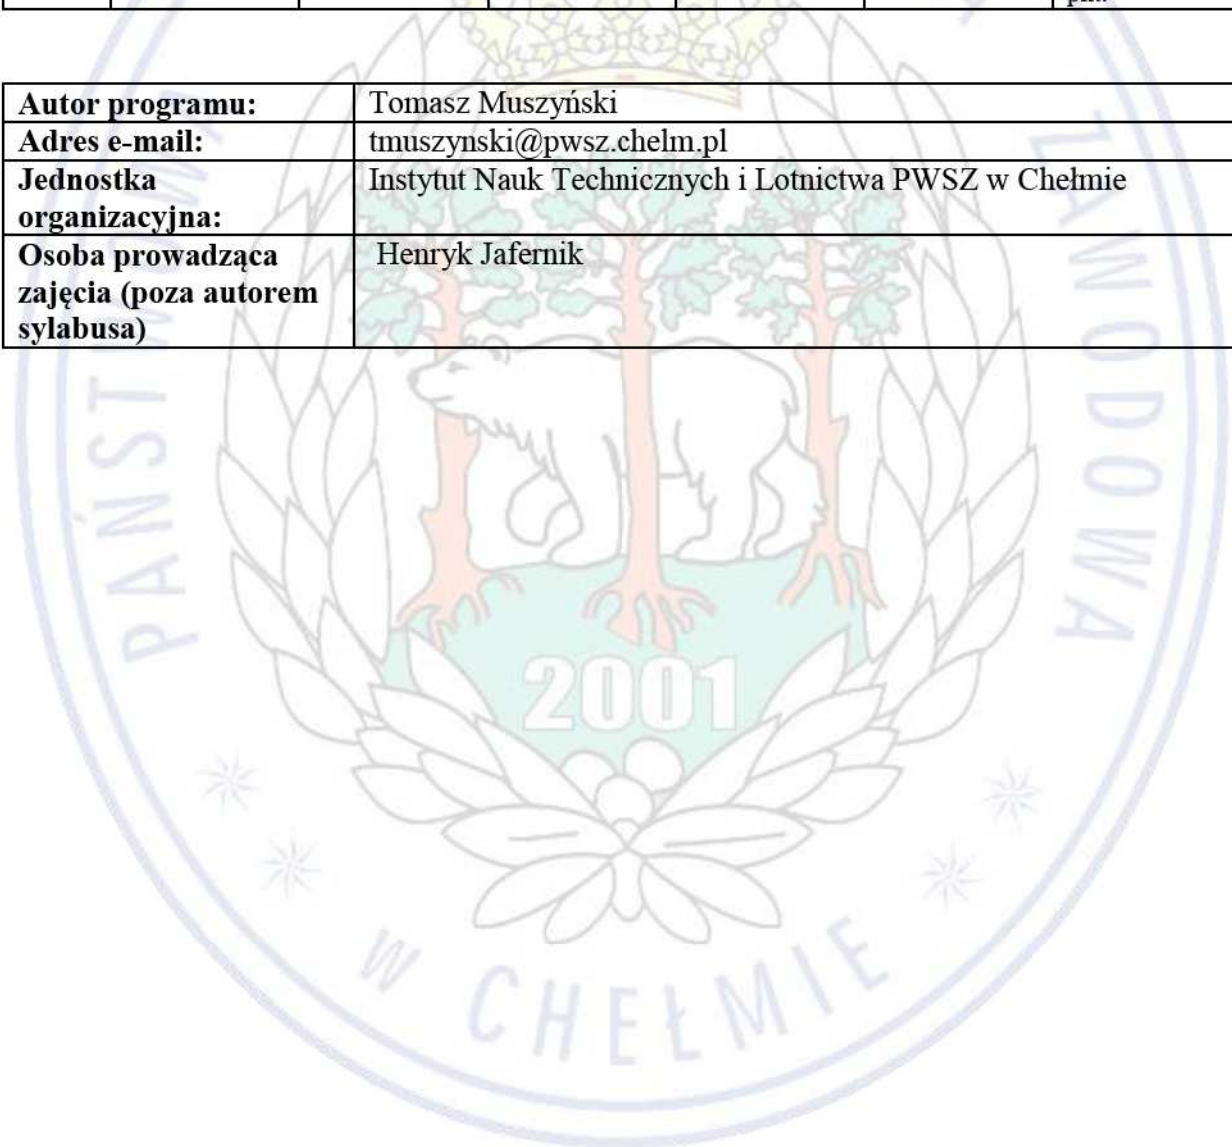 Autor programu: Tomasz Muszyński
Adres e-mail: tmuszynski@pwsz.chelm.pl
Jednostka organizacyjna: Instytut Nauk Technicznych i Lotnictwa PWSZ w Chełmie
Osoba prowadząca zajęcia (poza autorem sylabusa) Henryk Jafernik
PAŃSTWOWA
ZAWODOWA
2001
W CHEŁMIE